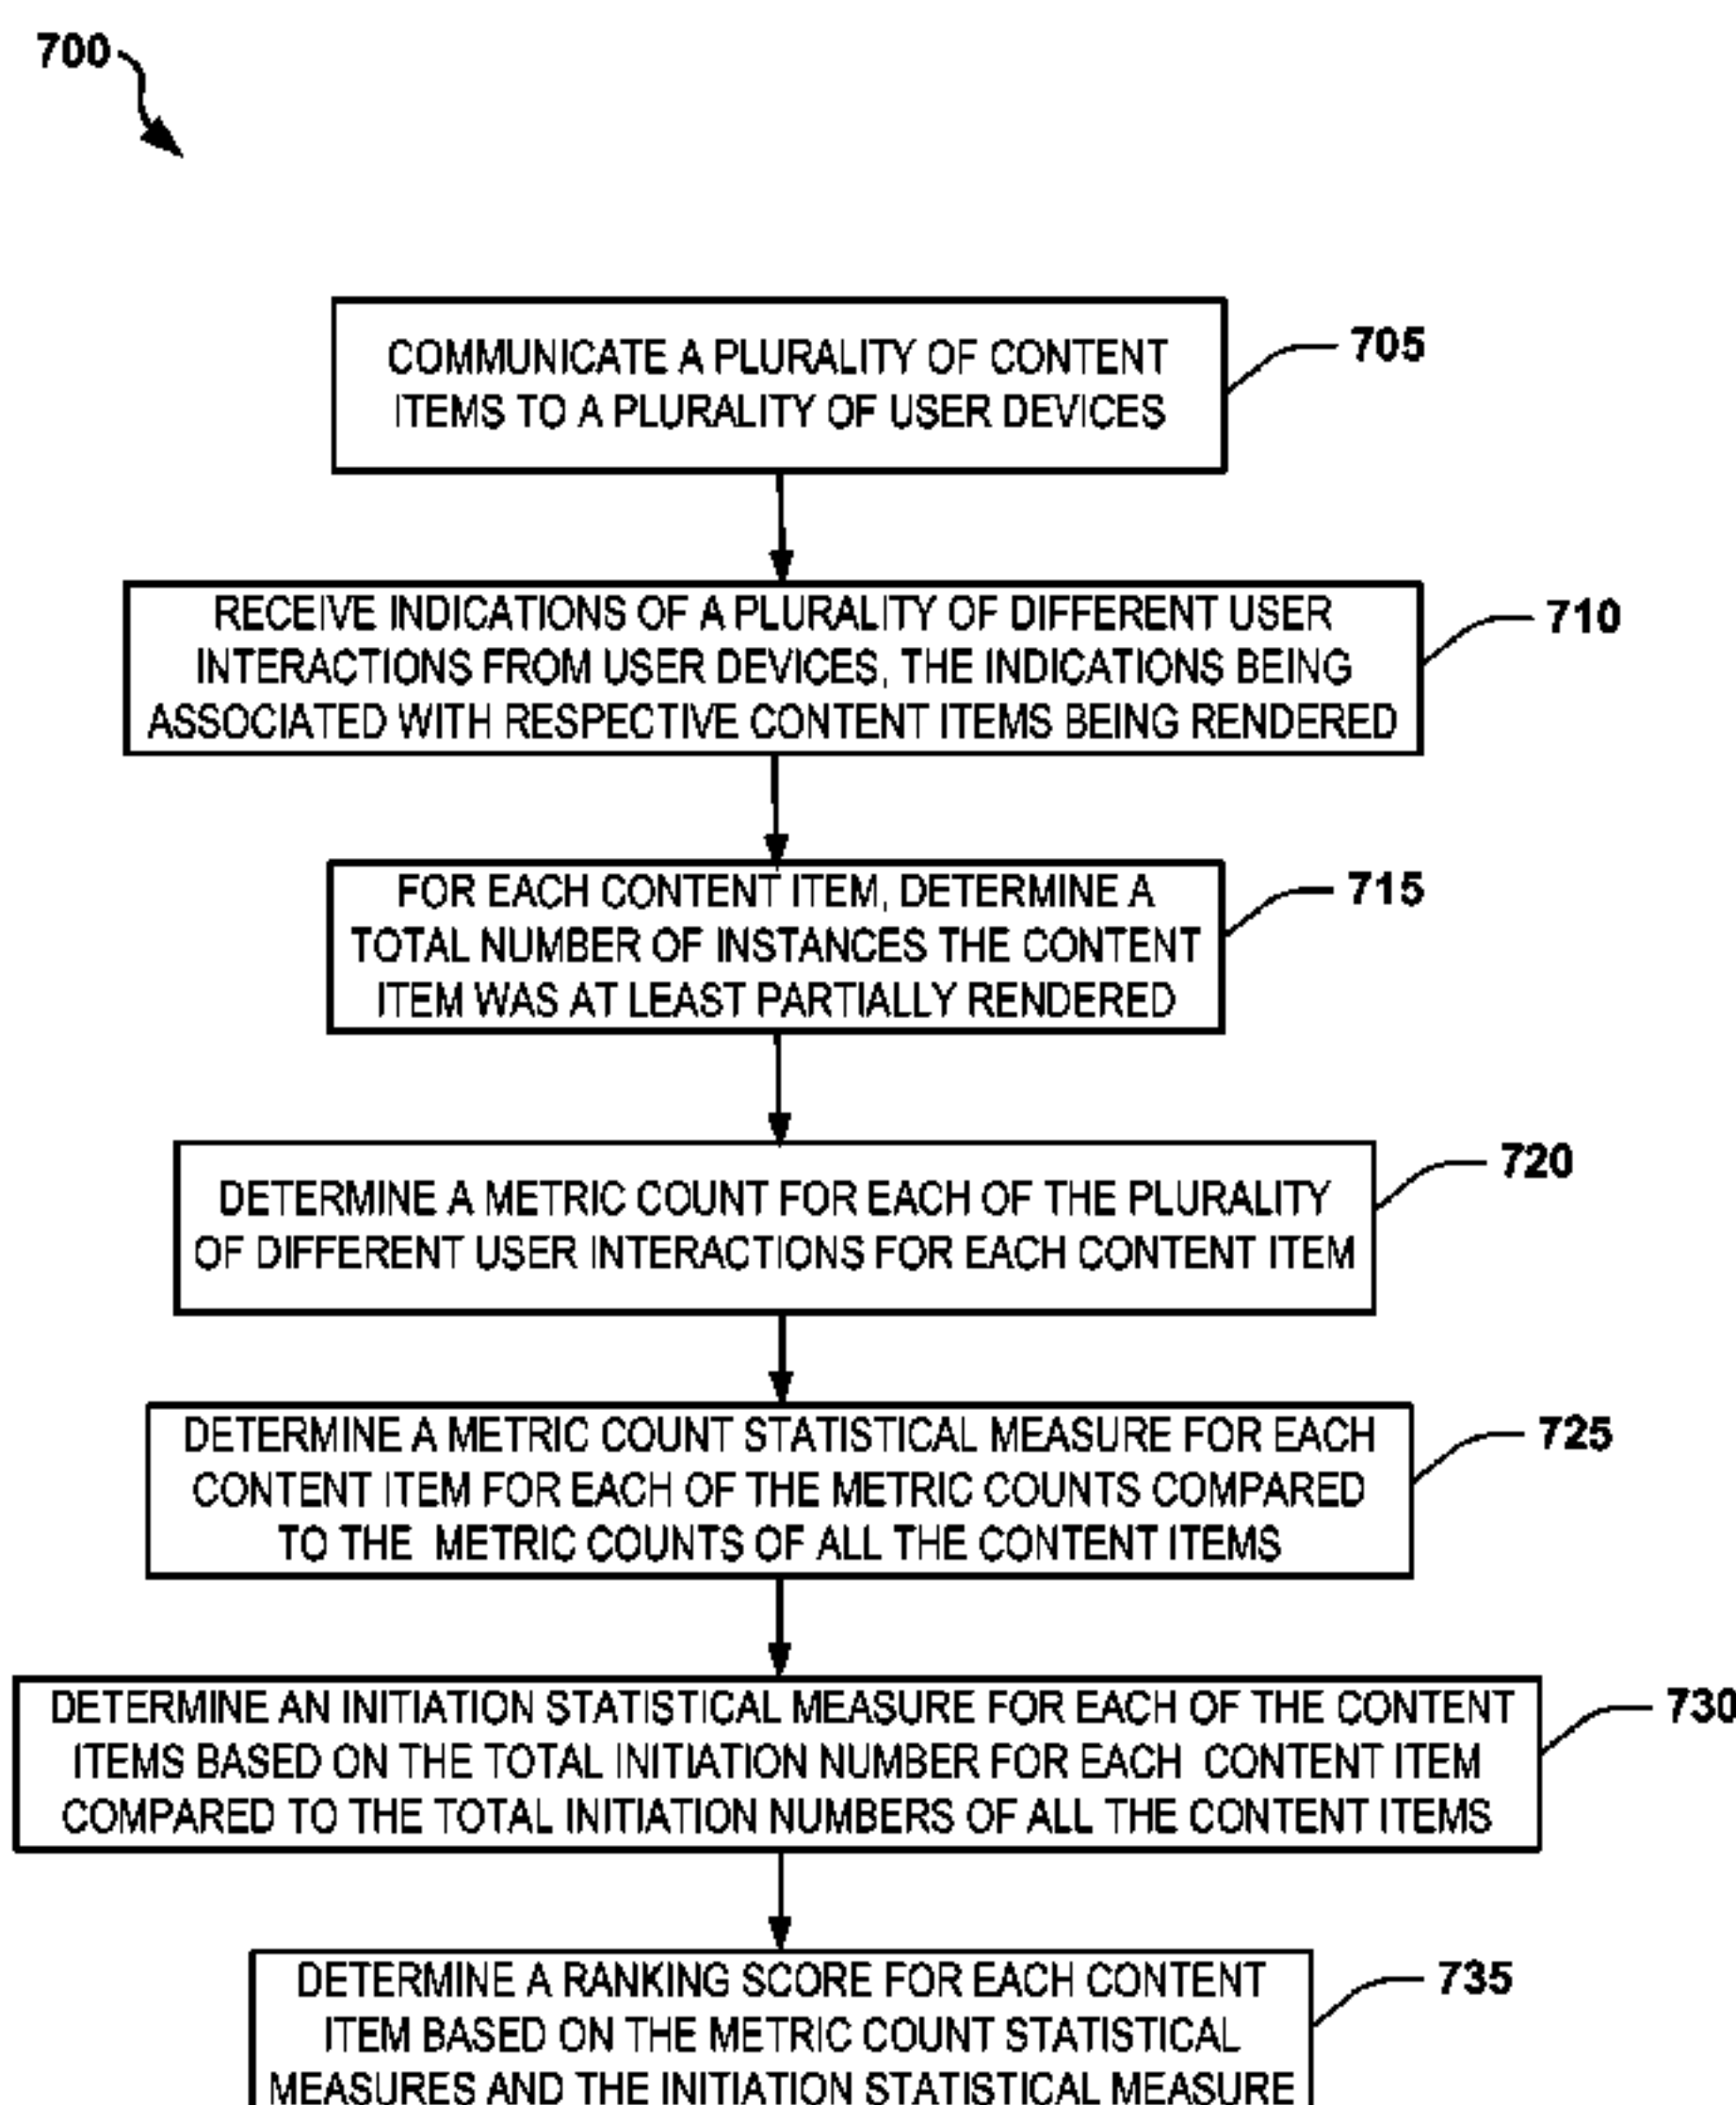 700
COMMUNICATE A PLURALITY OF CONTENT
ITEMS TO A PLURALITY OF USER DEVICES
705
RECEIVE INDICATIONS OF A PLURALITY OF DIFFERENT USER
INTERACTIONS FROM USER DEVICES, THE INDICATIONS BEING
ASSOCIATED WITH RESPECTIVE CONTENT ITEMS BEING RENDERED
710
FOR EACH CONTENT ITEM, DETERMINE A
TOTAL NUMBER OF INSTANCES THE CONTENT
ITEM WAS AT LEAST PARTIALLY RENDERED
715
DETERMINE A METRIC COUNT FOR EACH OF THE PLURALITY
OF DIFFERENT USER INTERACTIONS FOR EACH CONTENT ITEM
720
DETERMINE A METRIC COUNT STATISTICAL MEASURE FOR EACH
CONTENT ITEM FOR EACH OF THE METRIC COUNTS COMPARED
TO THE METRIC COUNTS OF ALL THE CONTENT ITEMS
725
DETERMINE AN INITIATION STATISTICAL MEASURE FOR EACH OF THE CONTENT
ITEMS BASED ON THE TOTAL INITIATION NUMBER FOR EACH CONTENT ITEM
COMPARED TO THE TOTAL INITIATION NUMBERS OF ALL THE CONTENT ITEMS
730
DETERMINE A RANKING SCORE FOR EACH CONTENT
ITEM BASED ON THE METRIC COUNT STATISTICAL
MEASURES AND THE INITIATION STATISTICAL MEASURE
735